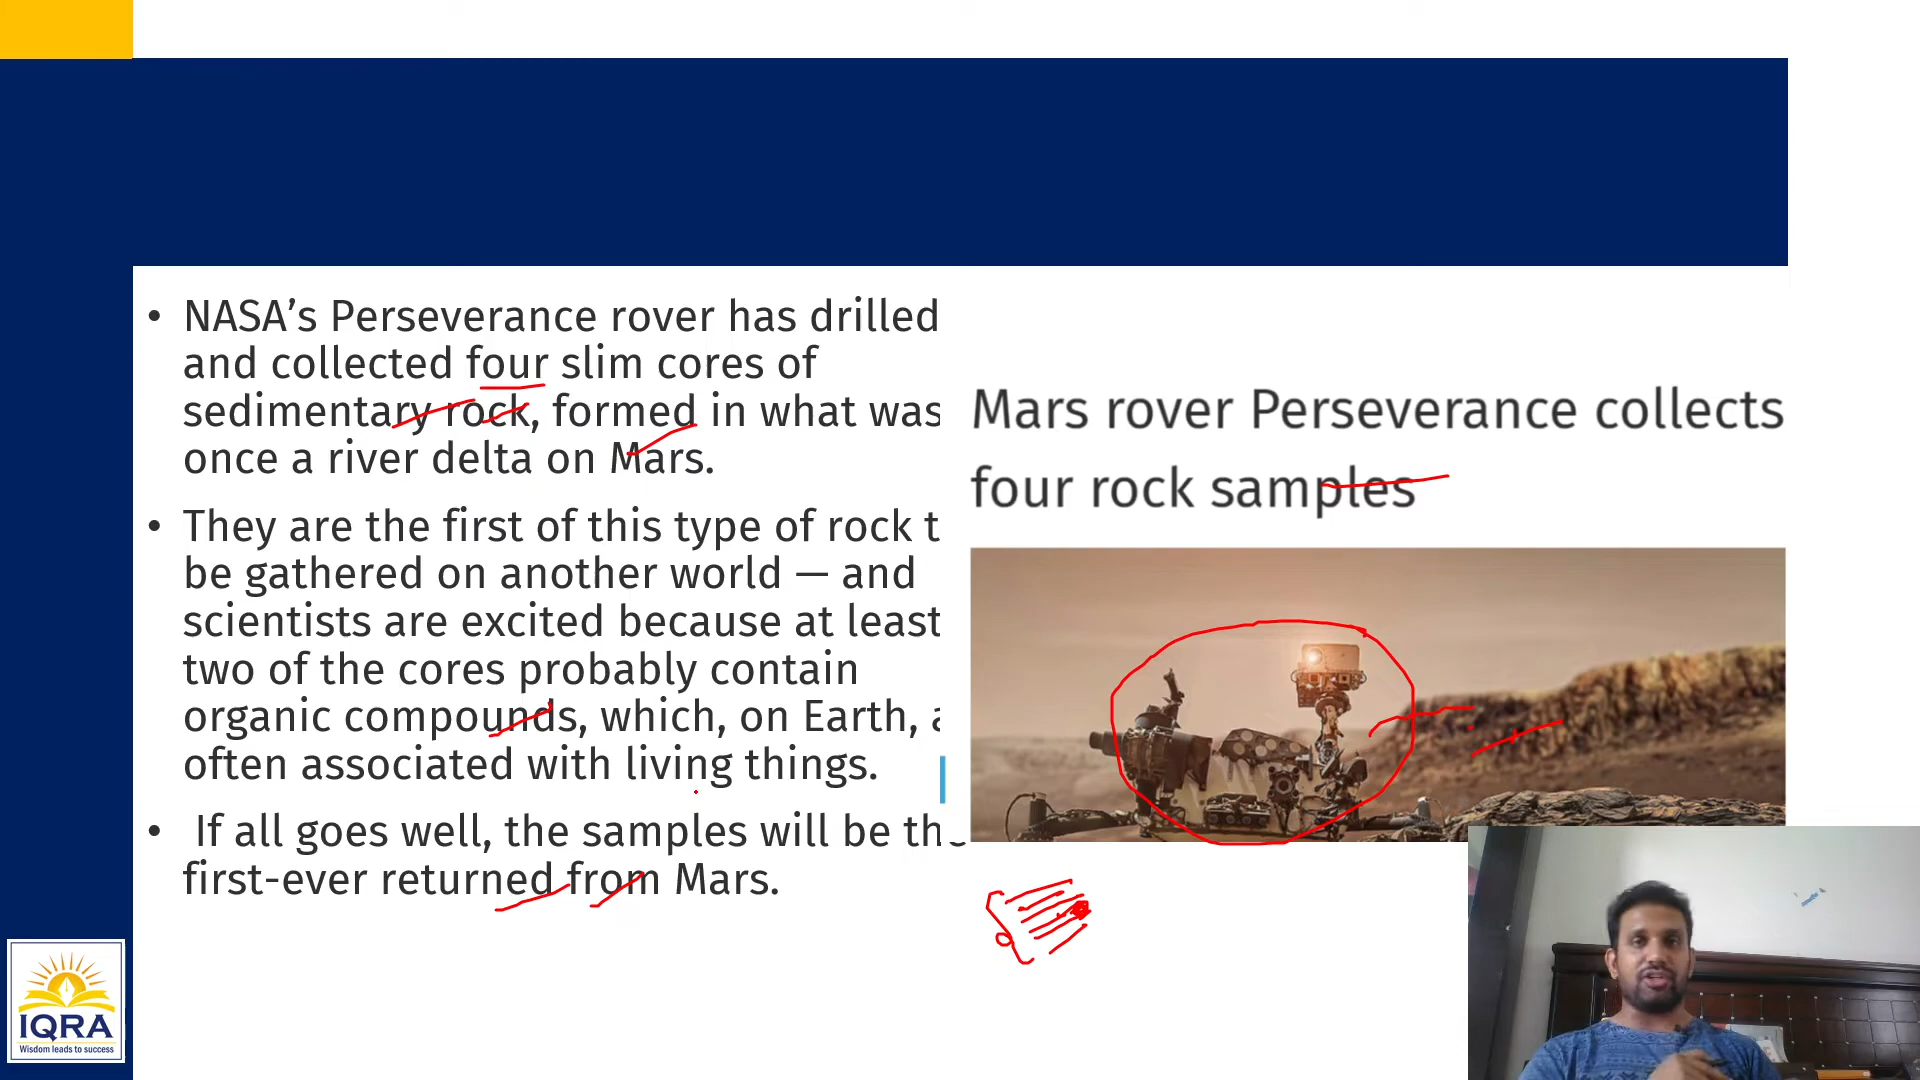 • NASA’s Perseverance rover has drilled
and collected four slim cores of
sedimentary rock, formed in what was
once a river delta on Mars.
• They are the first of this type of rock t
be gathered on another world — and
scientists are excited because at least
two of the cores probably contain
organic compounds, which, on Earth, a
often associated with living things.
• If all goes well, the samples will be the
first-ever returned from Mars.
Mars rover Perseverance collects
four rock samples
IQRA
Wisdom leads to success